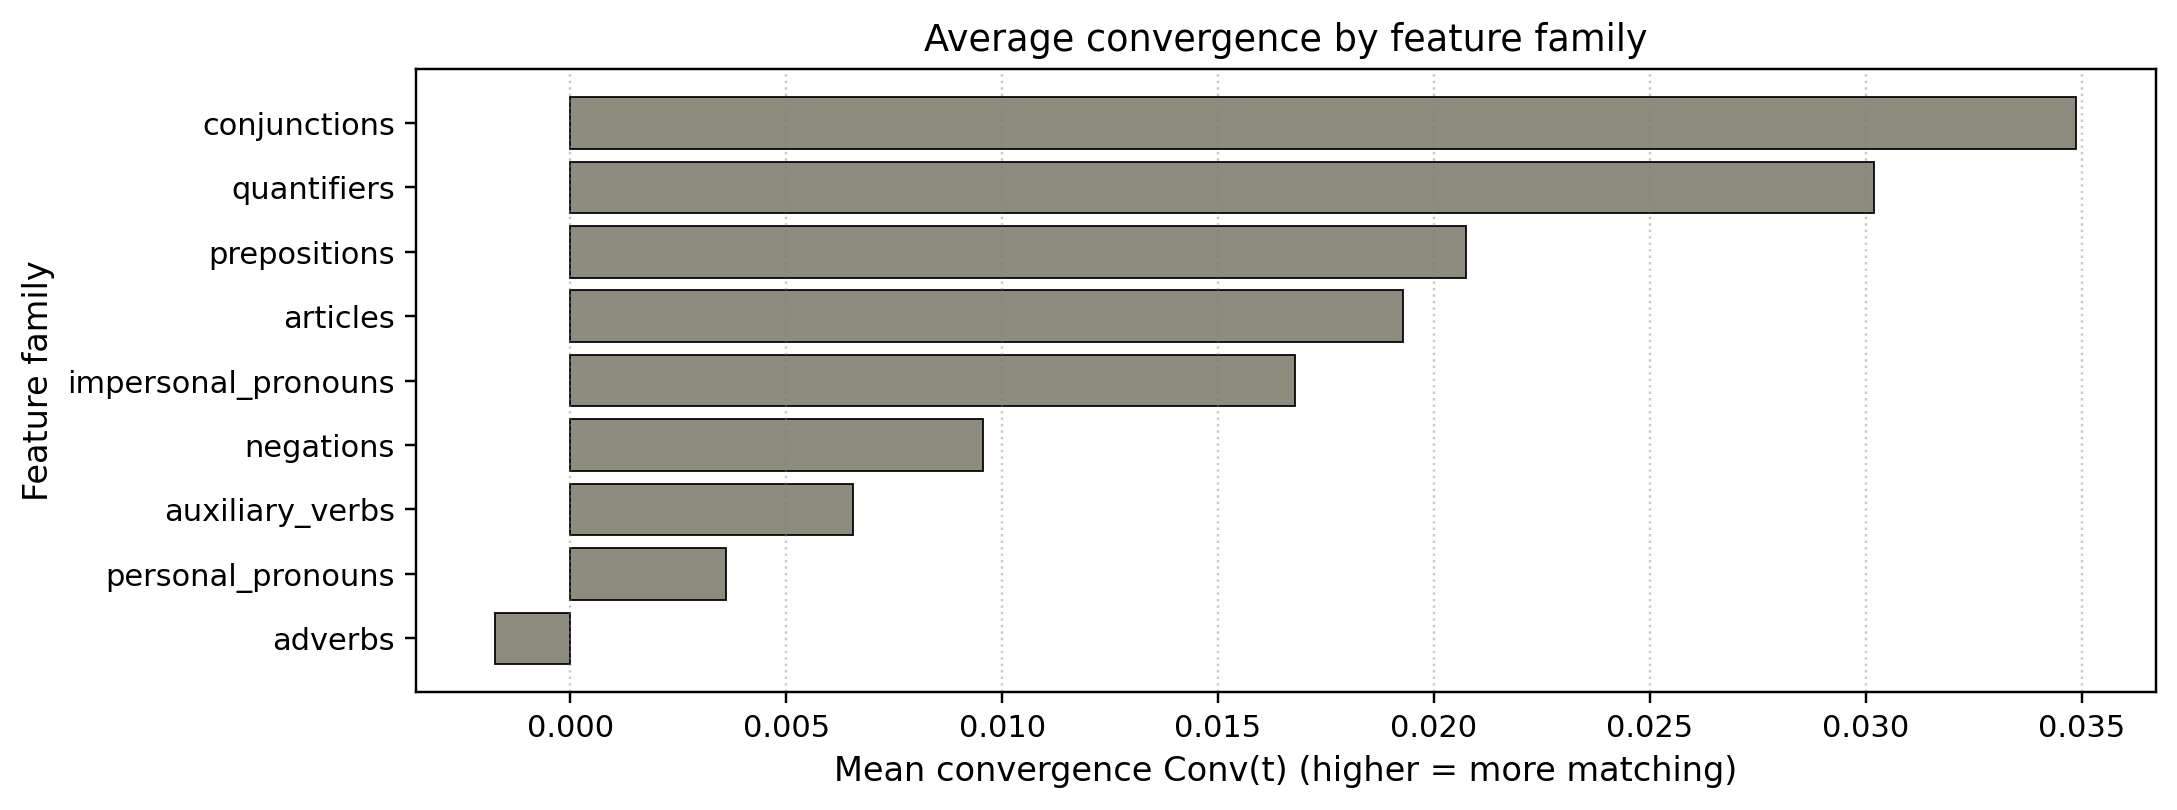 Average convergence by feature family
Feature family
conjunctions
quantifiers
prepositions
articles
impersonal_pronouns
negations
auxiliary_verbs
personal_pronouns
adverbs
0.000 0.005 0.010 0.015 0.020 0.025 0.030 0.035
Mean convergence Conv(t) (higher = more matching)